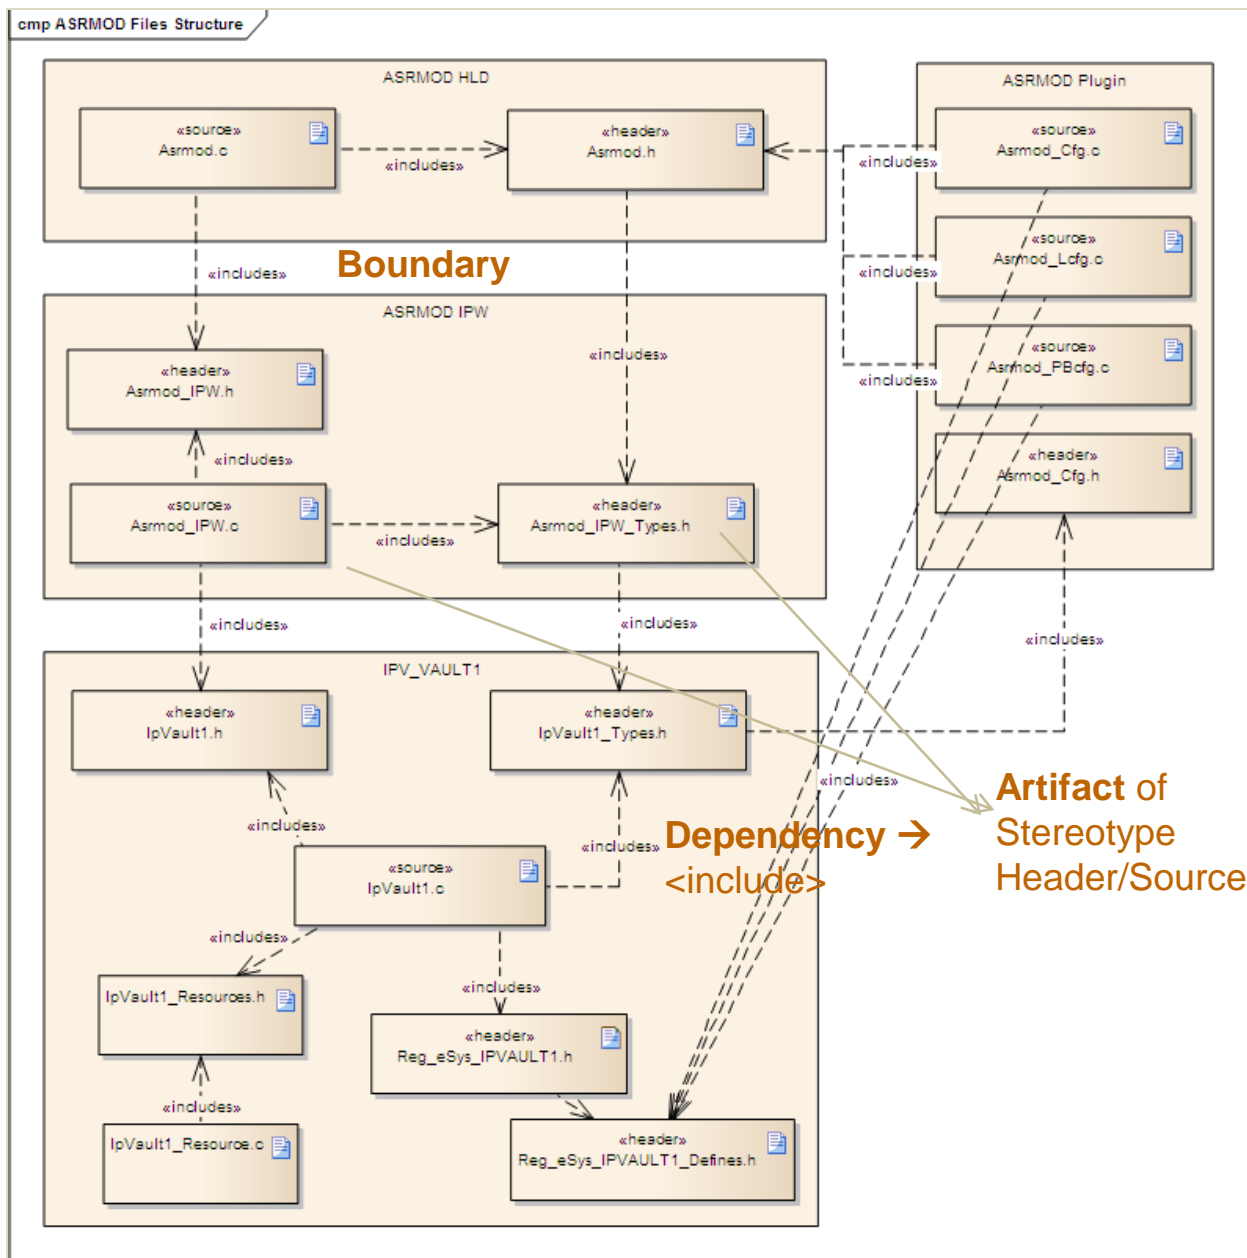 cmp ASRMOD Files Structure
ASRMOD HLD
«source»
Asrmod.c
«includes»
«header»
Asrmod.h
ASRMOD Plugin
«source»
Asrmod_Cfg.c
«includes»
«source»
Asrmod_Lcfg.c
«includes»
«source»
Asrmod_PBcfg.c
«includes»
«header»
Asrmod_Cfg.h
«includes»
Boundary
«includes»
«includes»
ASRMOD IPW
«header»
Asrmod_IPW.h
«includes»
«source»
Asrmod_IPW.c
«includes»
«header»
Asrmod_IPW_Types.h
«includes»
«includes»
IPV_VAULT1
«header»
IpVault1.h
«header»
IpVault1_Types.h
«includes»
«includes»
«includes»
«source»
IpVault1.c
Dependency →
<include>
Artifact of
Stereotype
Header/Source
«includes»
«includes»
IpVault1_Resources.h
«header»
Reg_eSys_IPVAULT1.h
«includes»
IpVault1_Resource.c
«header»
Reg_eSys_IPVAULT1_Defines.h